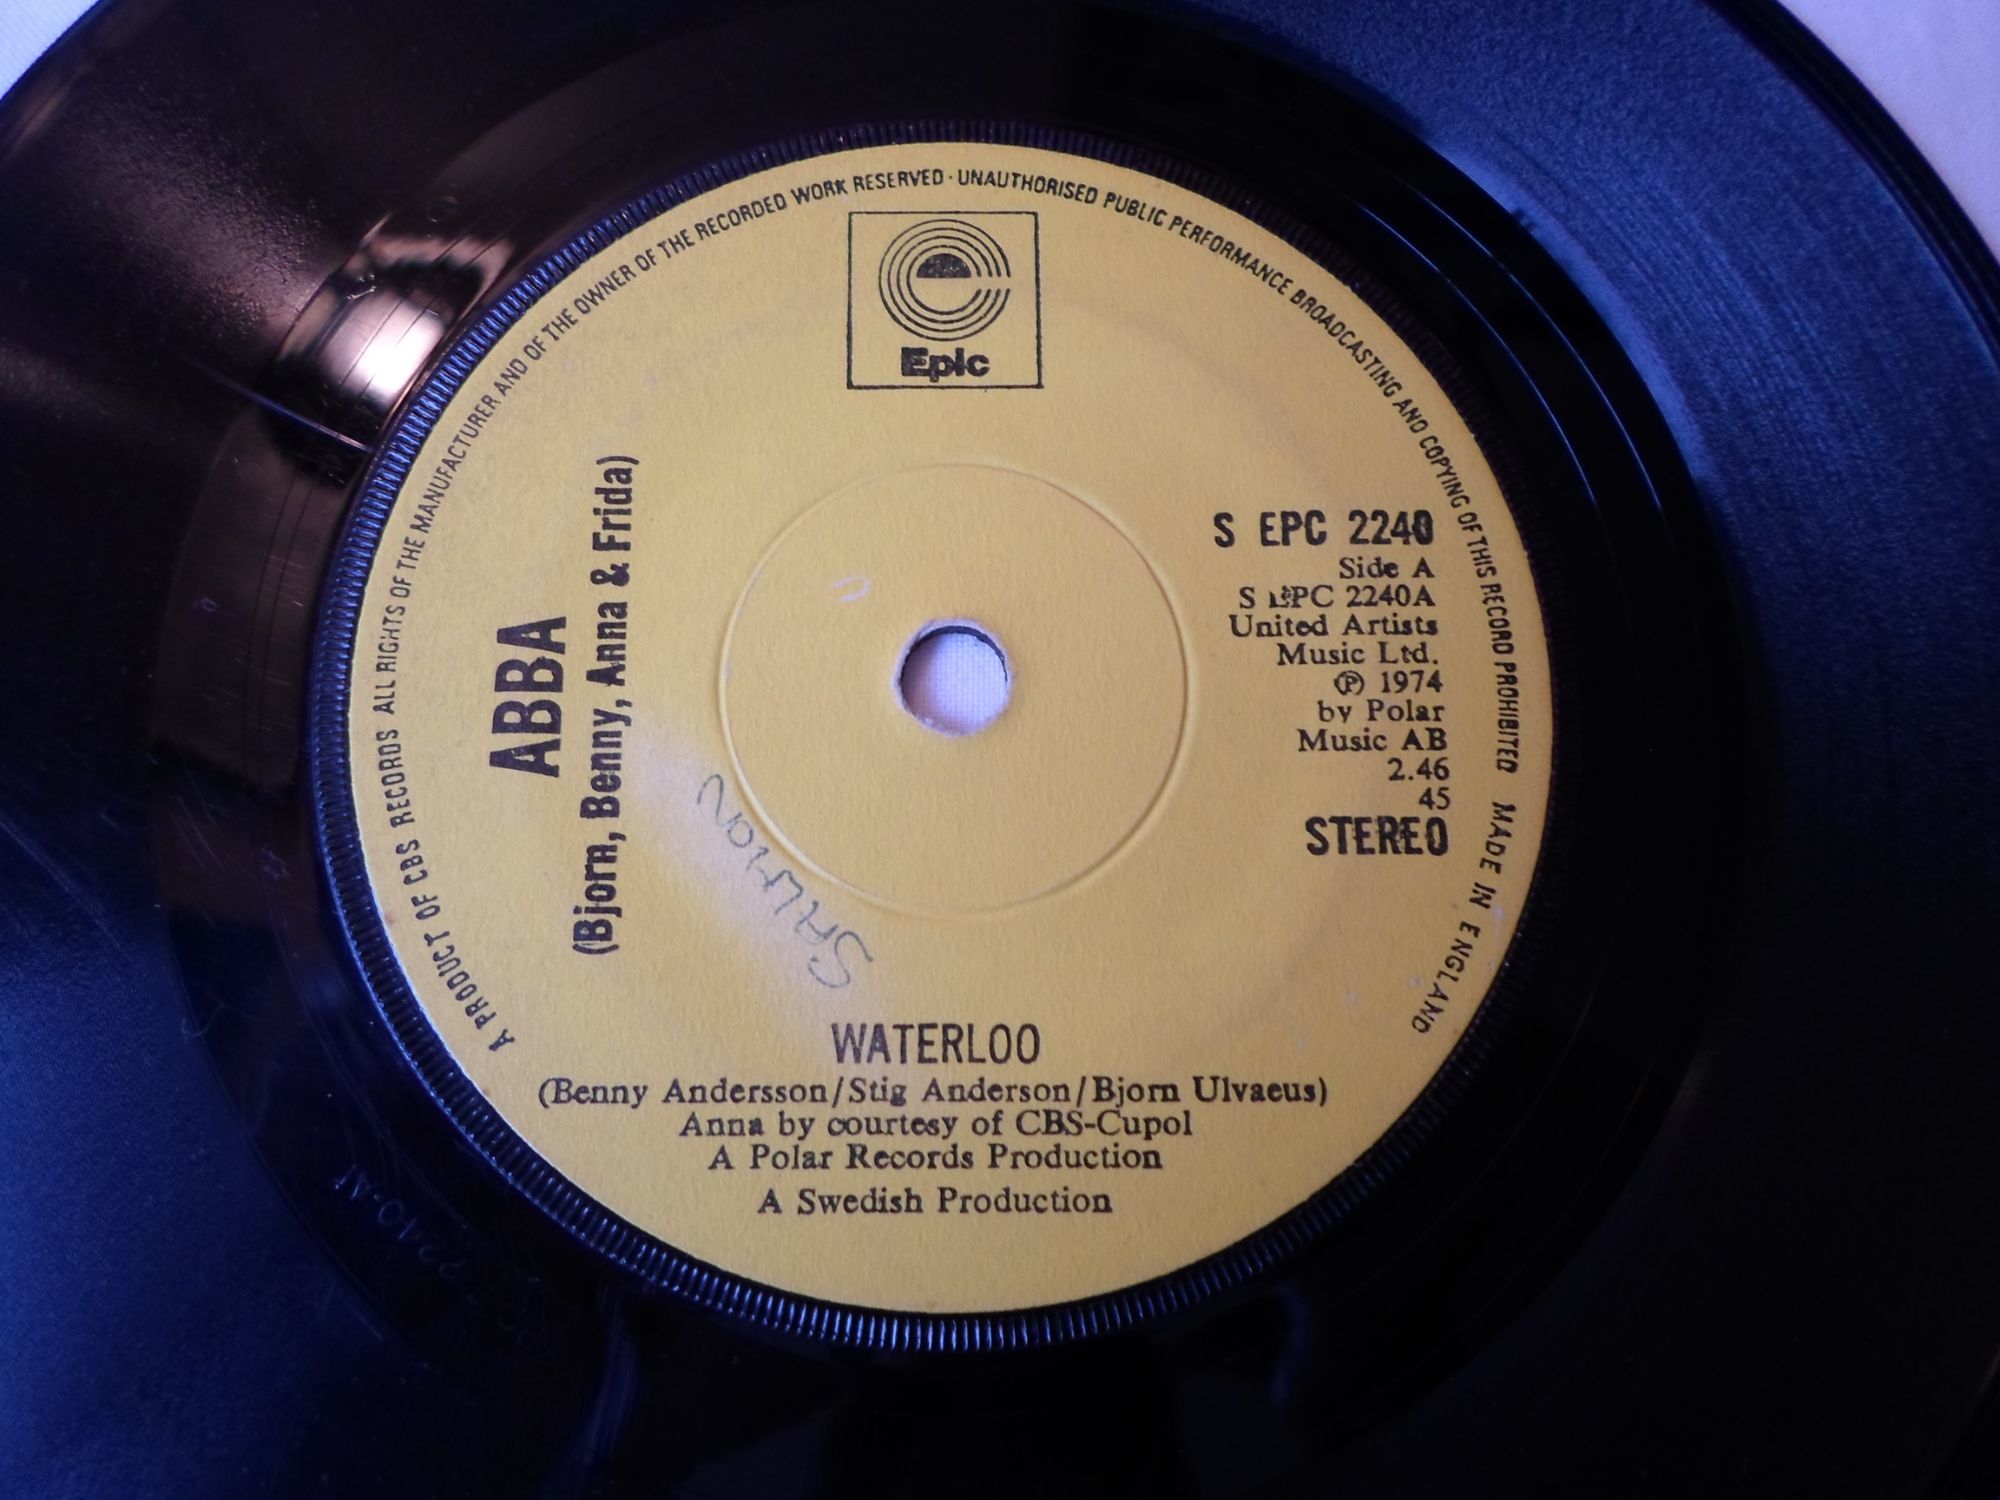 A PRODUCT OF CBS RECORDS ALL RIGHTS OF THE MANUFACTURER AND OF THE OWNER OF THE RECORDED WORK RESERVED · UNAUTHORISED PUBLIC PERFORMANCE BROADCASTING AND COPYING OF THIS RECORD PROHIBITED MADE IN ENGLAND
Epic
ABBA
(Bjorn, Benny, Anna & Frida)
S EPC 2240
Side A
S EPC 2240A
United Artists
Music Ltd.
℗ 1974
by Polar
Music AB
2.46
45
STEREO
SALMON
WATERLOO
(Benny Andersson/Stig Anderson/Bjorn Ulvaeus)
Anna by courtesy of CBS-Cupol
A Polar Records Production
A Swedish Production